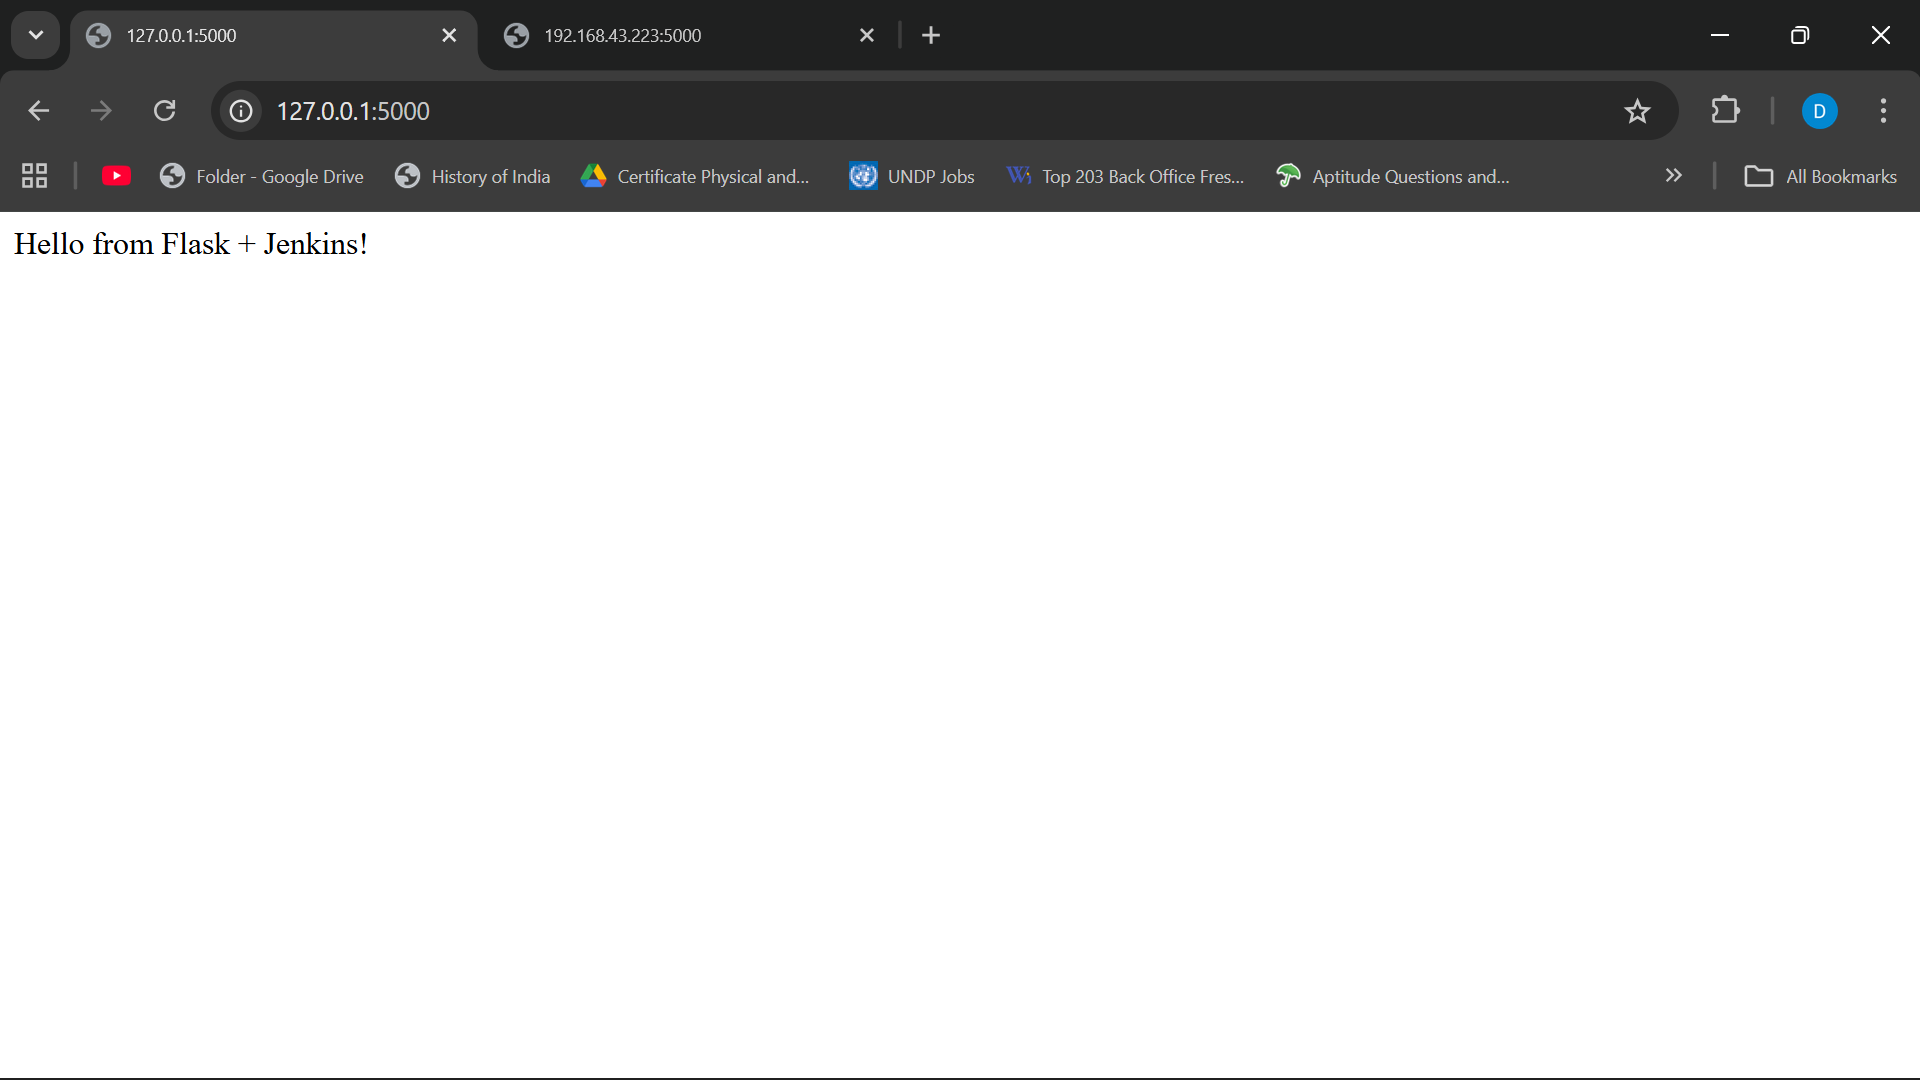 127.0.0.1:5000
192.168.43.223:5000
127.0.0.1:5000
D
Folder - Google Drive
History of India
Certificate Physical and...
UNDP Jobs
Top 203 Back Office Fres...
Aptitude Questions and...
All Bookmarks
Hello from Flask + Jenkins!